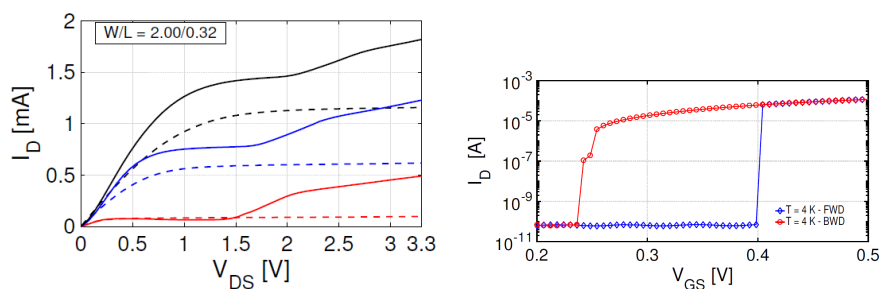 2
1.5
1
0.5
0
I_D [mA]
W/L = 2.00/0.32
0 0.5 1 1.5 2 2.5 3 3.3
V_DS [V]
10^-3
10^-5
10^-7
10^-9
10^-11
I_D [A]
T = 4 K - FWD
T = 4 K - BWD
0.2 0.3 0.4 0.5
V_GS [V]